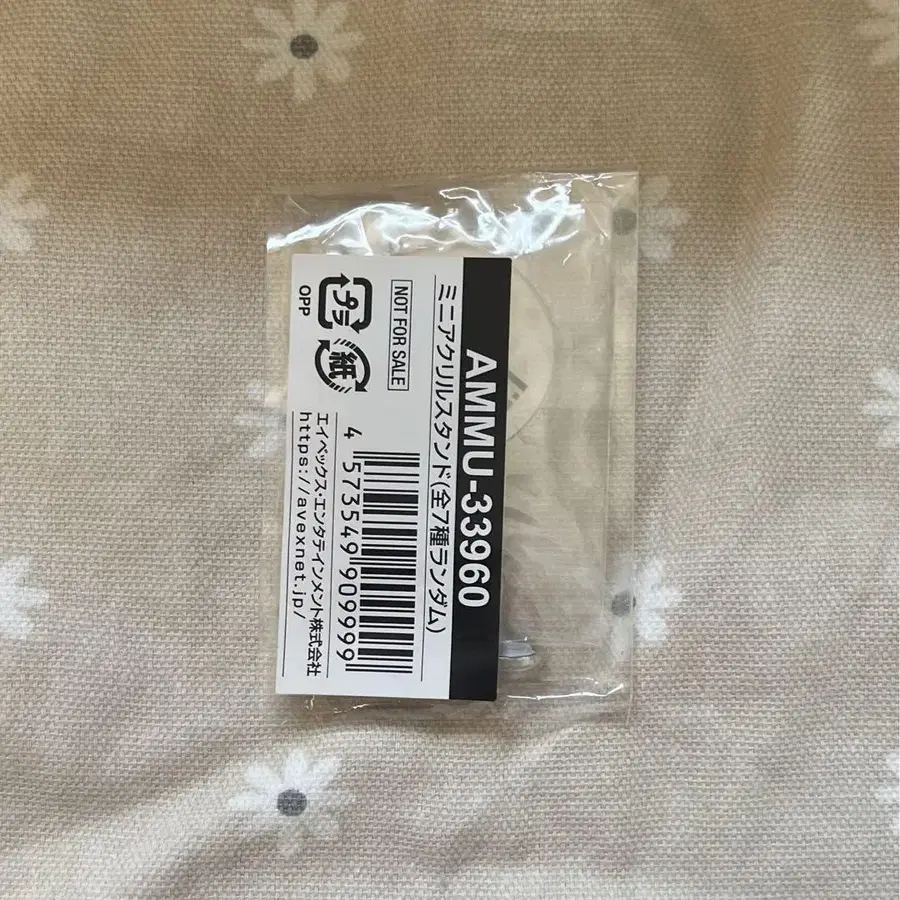 AMMU-33960
ミニアクリルスタンド(全7種ランダム)
NOT FOR SALE
プラ
紙
OPP
4 573549 909999
エイベックス・エンタテインメント株式会社
https://avexnet.jp/